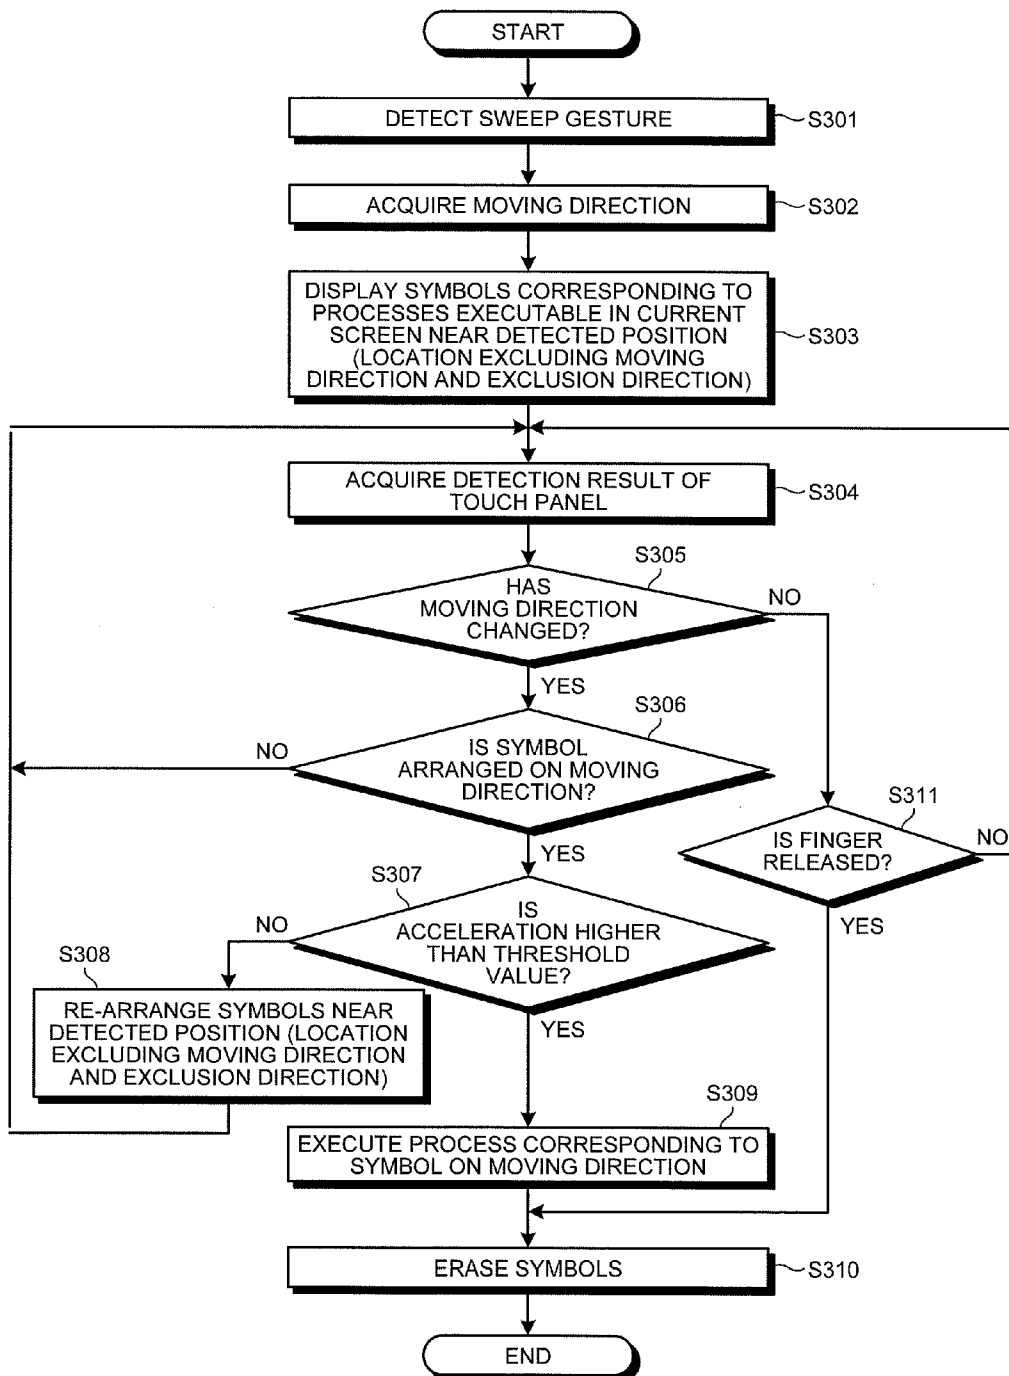 START
DETECT SWEEP GESTURE
S301
ACQUIRE MOVING DIRECTION
S302
DISPLAY SYMBOLS CORRESPONDING TO
PROCESSES EXECUTABLE IN CURRENT
SCREEN NEAR DETECTED POSITION
(LOCATION EXCLUDING MOVING
DIRECTION AND EXCLUSION DIRECTION)
S303
ACQUIRE DETECTION RESULT OF
TOUCH PANEL
S304
S305
HAS
MOVING DIRECTION
CHANGED?
NO
YES
S306
IS SYMBOL
ARRANGED ON MOVING
DIRECTION?
NO
YES
S311
IS FINGER
RELEASED?
NO
YES
S307
IS
ACCELERATION HIGHER
THAN THRESHOLD
VALUE?
NO
YES
S308
RE-ARRANGE SYMBOLS NEAR
DETECTED POSITION (LOCATION
EXCLUDING MOVING DIRECTION
AND EXCLUSION DIRECTION)
S309
EXECUTE PROCESS CORRESPONDING TO
SYMBOL ON MOVING DIRECTION
ERASE SYMBOLS
S310
END